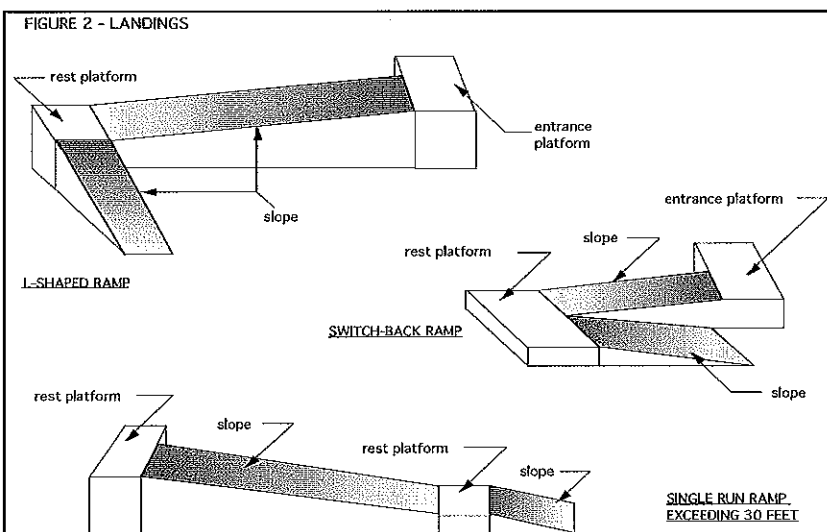 FIGURE 2 - LANDINGS
rest platform
entrance
platform
slope
L-SHAPED RAMP
entrance platform
slope
rest platform
SWITCH-BACK RAMP
slope
rest platform
slope
rest platform
slope
SINGLE RUN RAMP
EXCEEDING 30 FEET